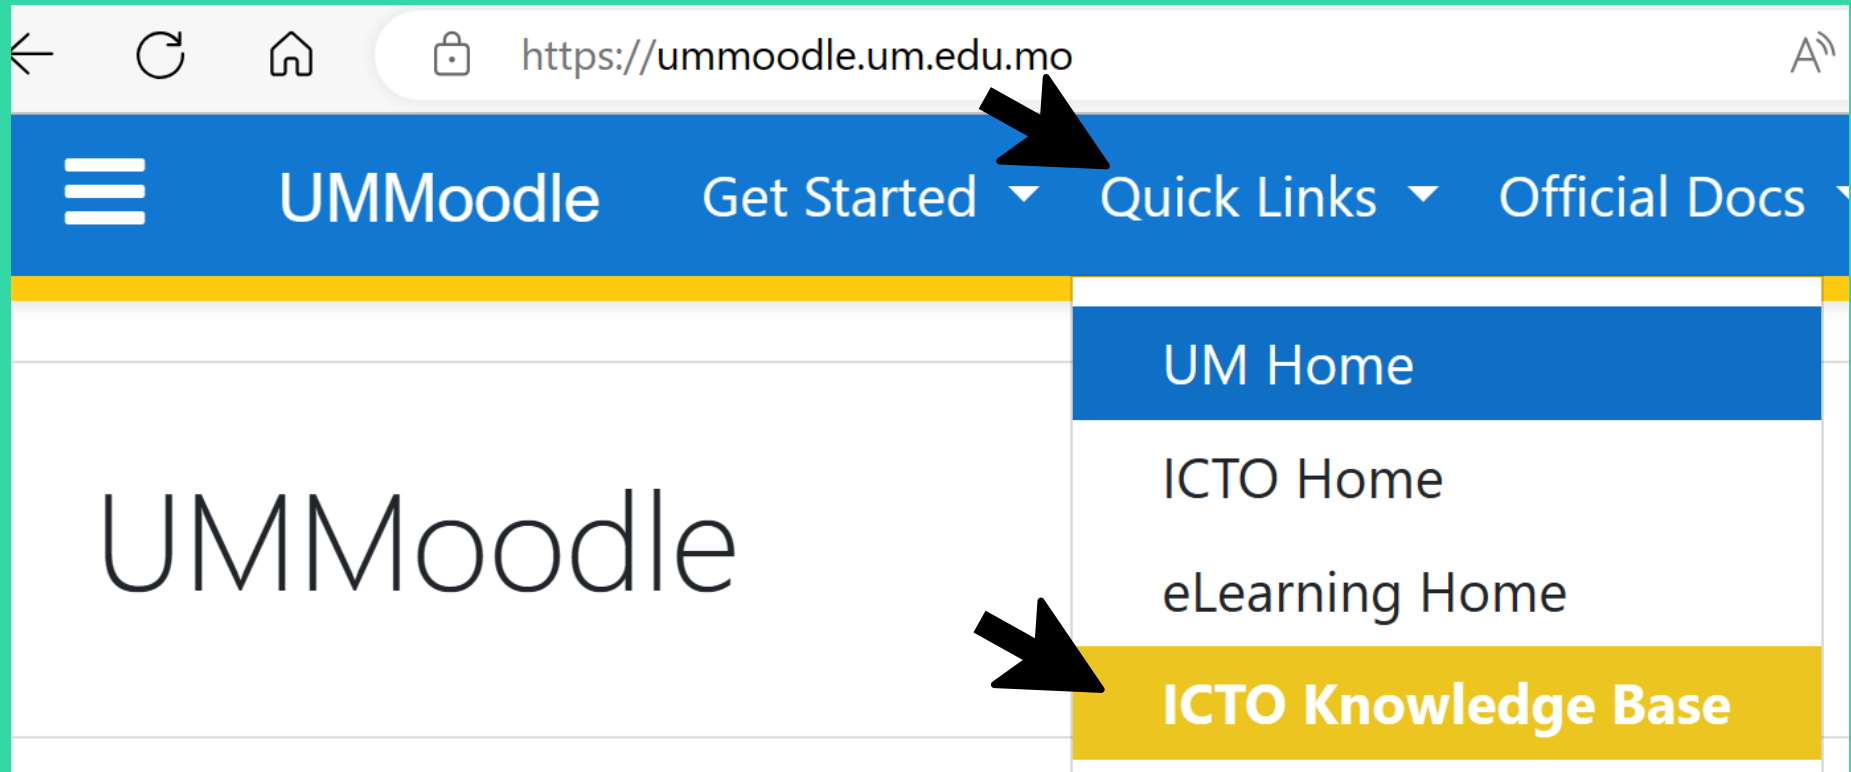 https://ummoodle.um.edu.mo
UMMoodle Get Started Quick Links Official Docs
UM Home
ICTO Home
UMMoodle
eLearning Home
ICTO Knowledge Base